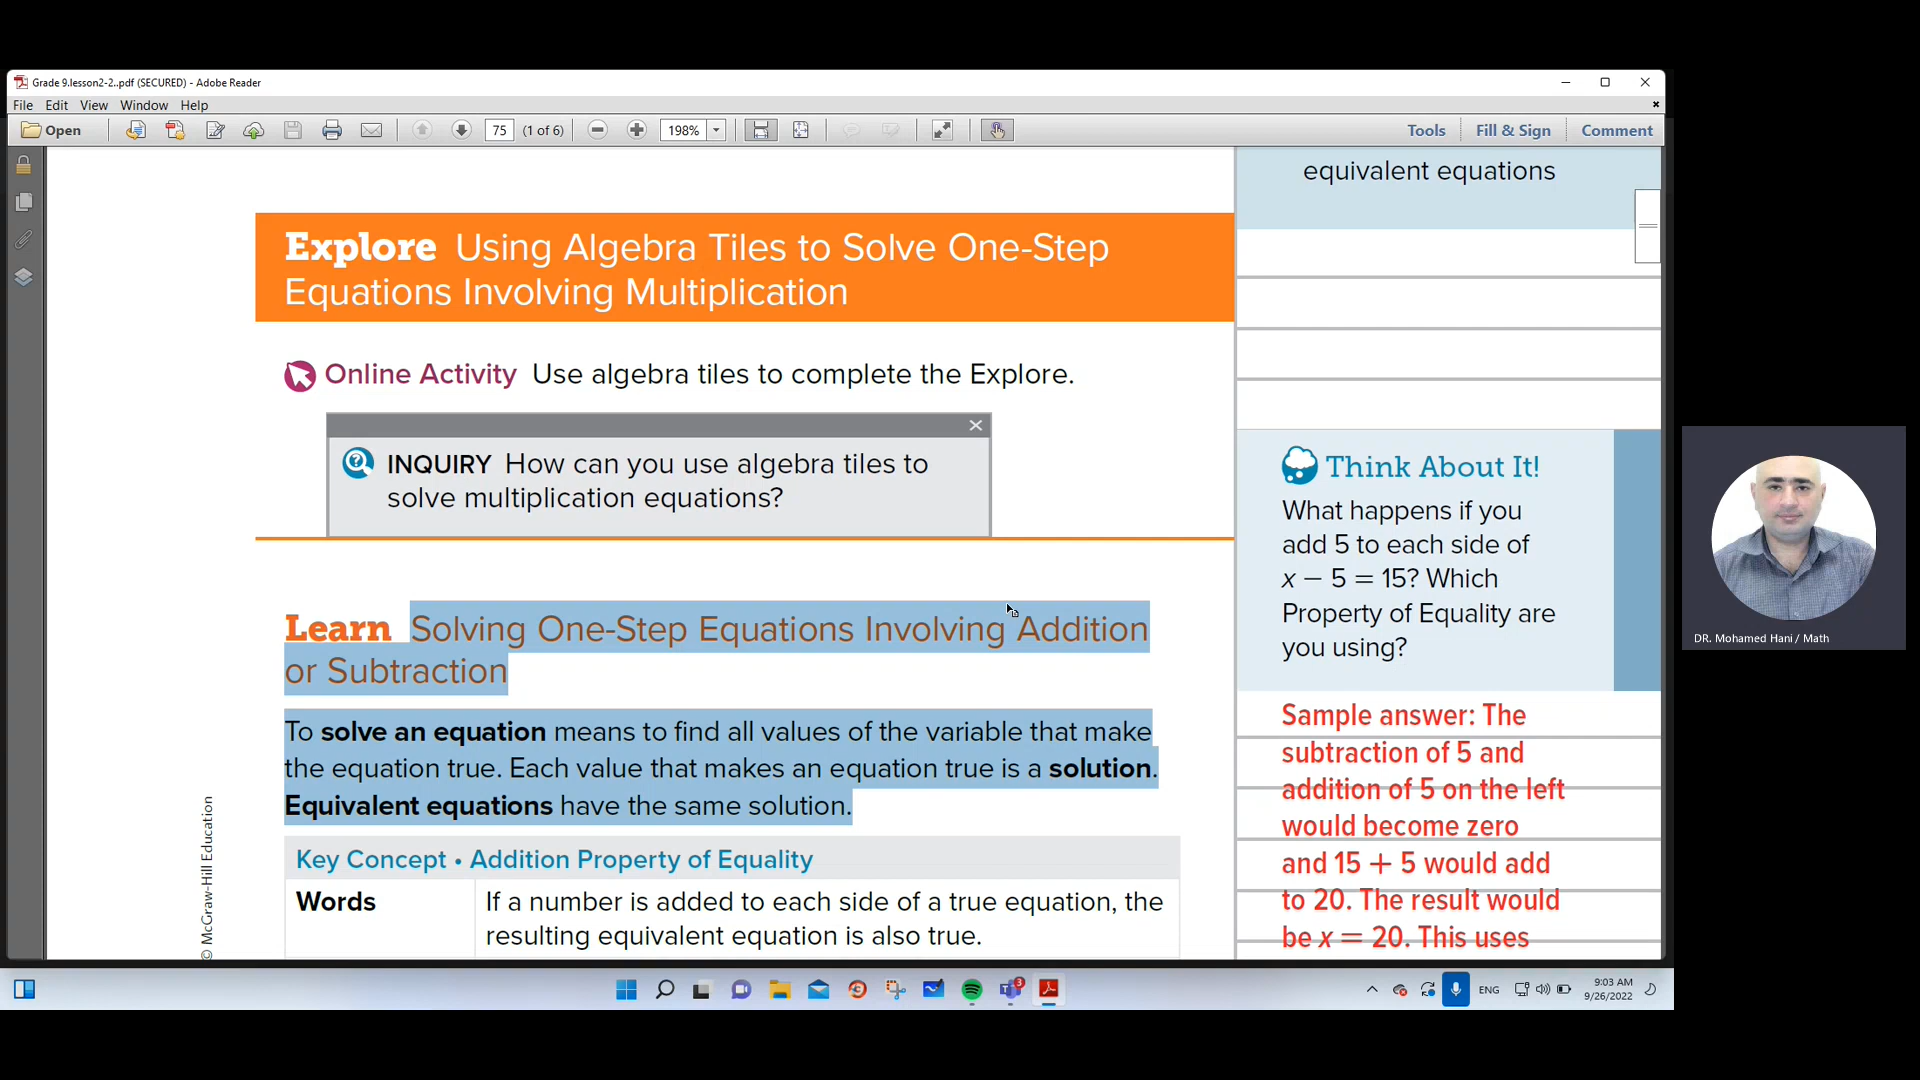 Grade 9.lesson2-2..pdf (SECURED) - Adobe Reader
File Edit View Window Help
Open 75 (1 of 6) 198% Tools Fill & Sign Comment
Explore Using Algebra Tiles to Solve One-Step
Equations Involving Multiplication
Online Activity Use algebra tiles to complete the Explore.
INQUIRY How can you use algebra tiles to
solve multiplication equations?
Learn Solving One-Step Equations Involving Addition
or Subtraction
To solve an equation means to find all values of the variable that make
the equation true. Each value that makes an equation true is a solution.
Equivalent equations have the same solution.
Key Concept • Addition Property of Equality
Words If a number is added to each side of a true equation, the
resulting equivalent equation is also true.
© McGraw-Hill Education
equivalent equations
Think About It!
What happens if you
add 5 to each side of
x − 5 = 15? Which
Property of Equality are
you using?
Sample answer: The
subtraction of 5 and
addition of 5 on the left
would become zero
and 15 + 5 would add
to 20. The result would
be x = 20. This uses
DR. Mohamed Hani / Math
3
ENG
9:03 AM
9/26/2022